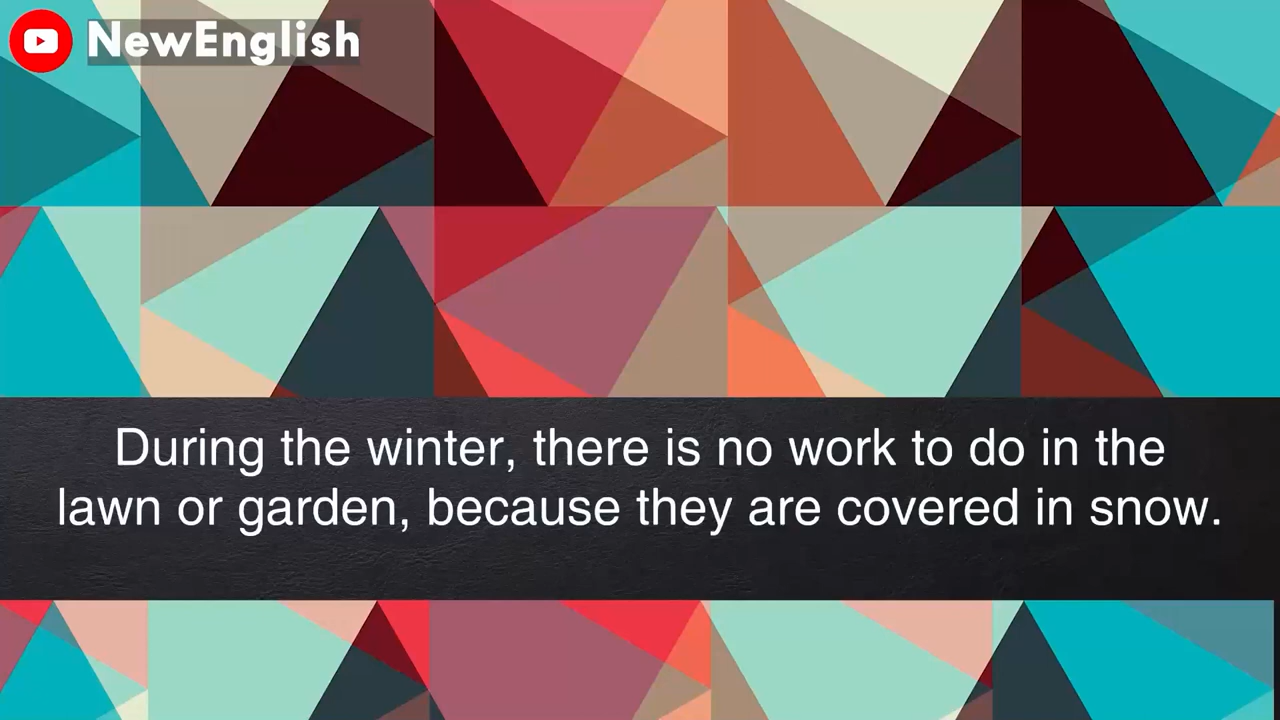 NewEnglish
During the winter, there is no work to do in the
lawn or garden, because they are covered in snow.